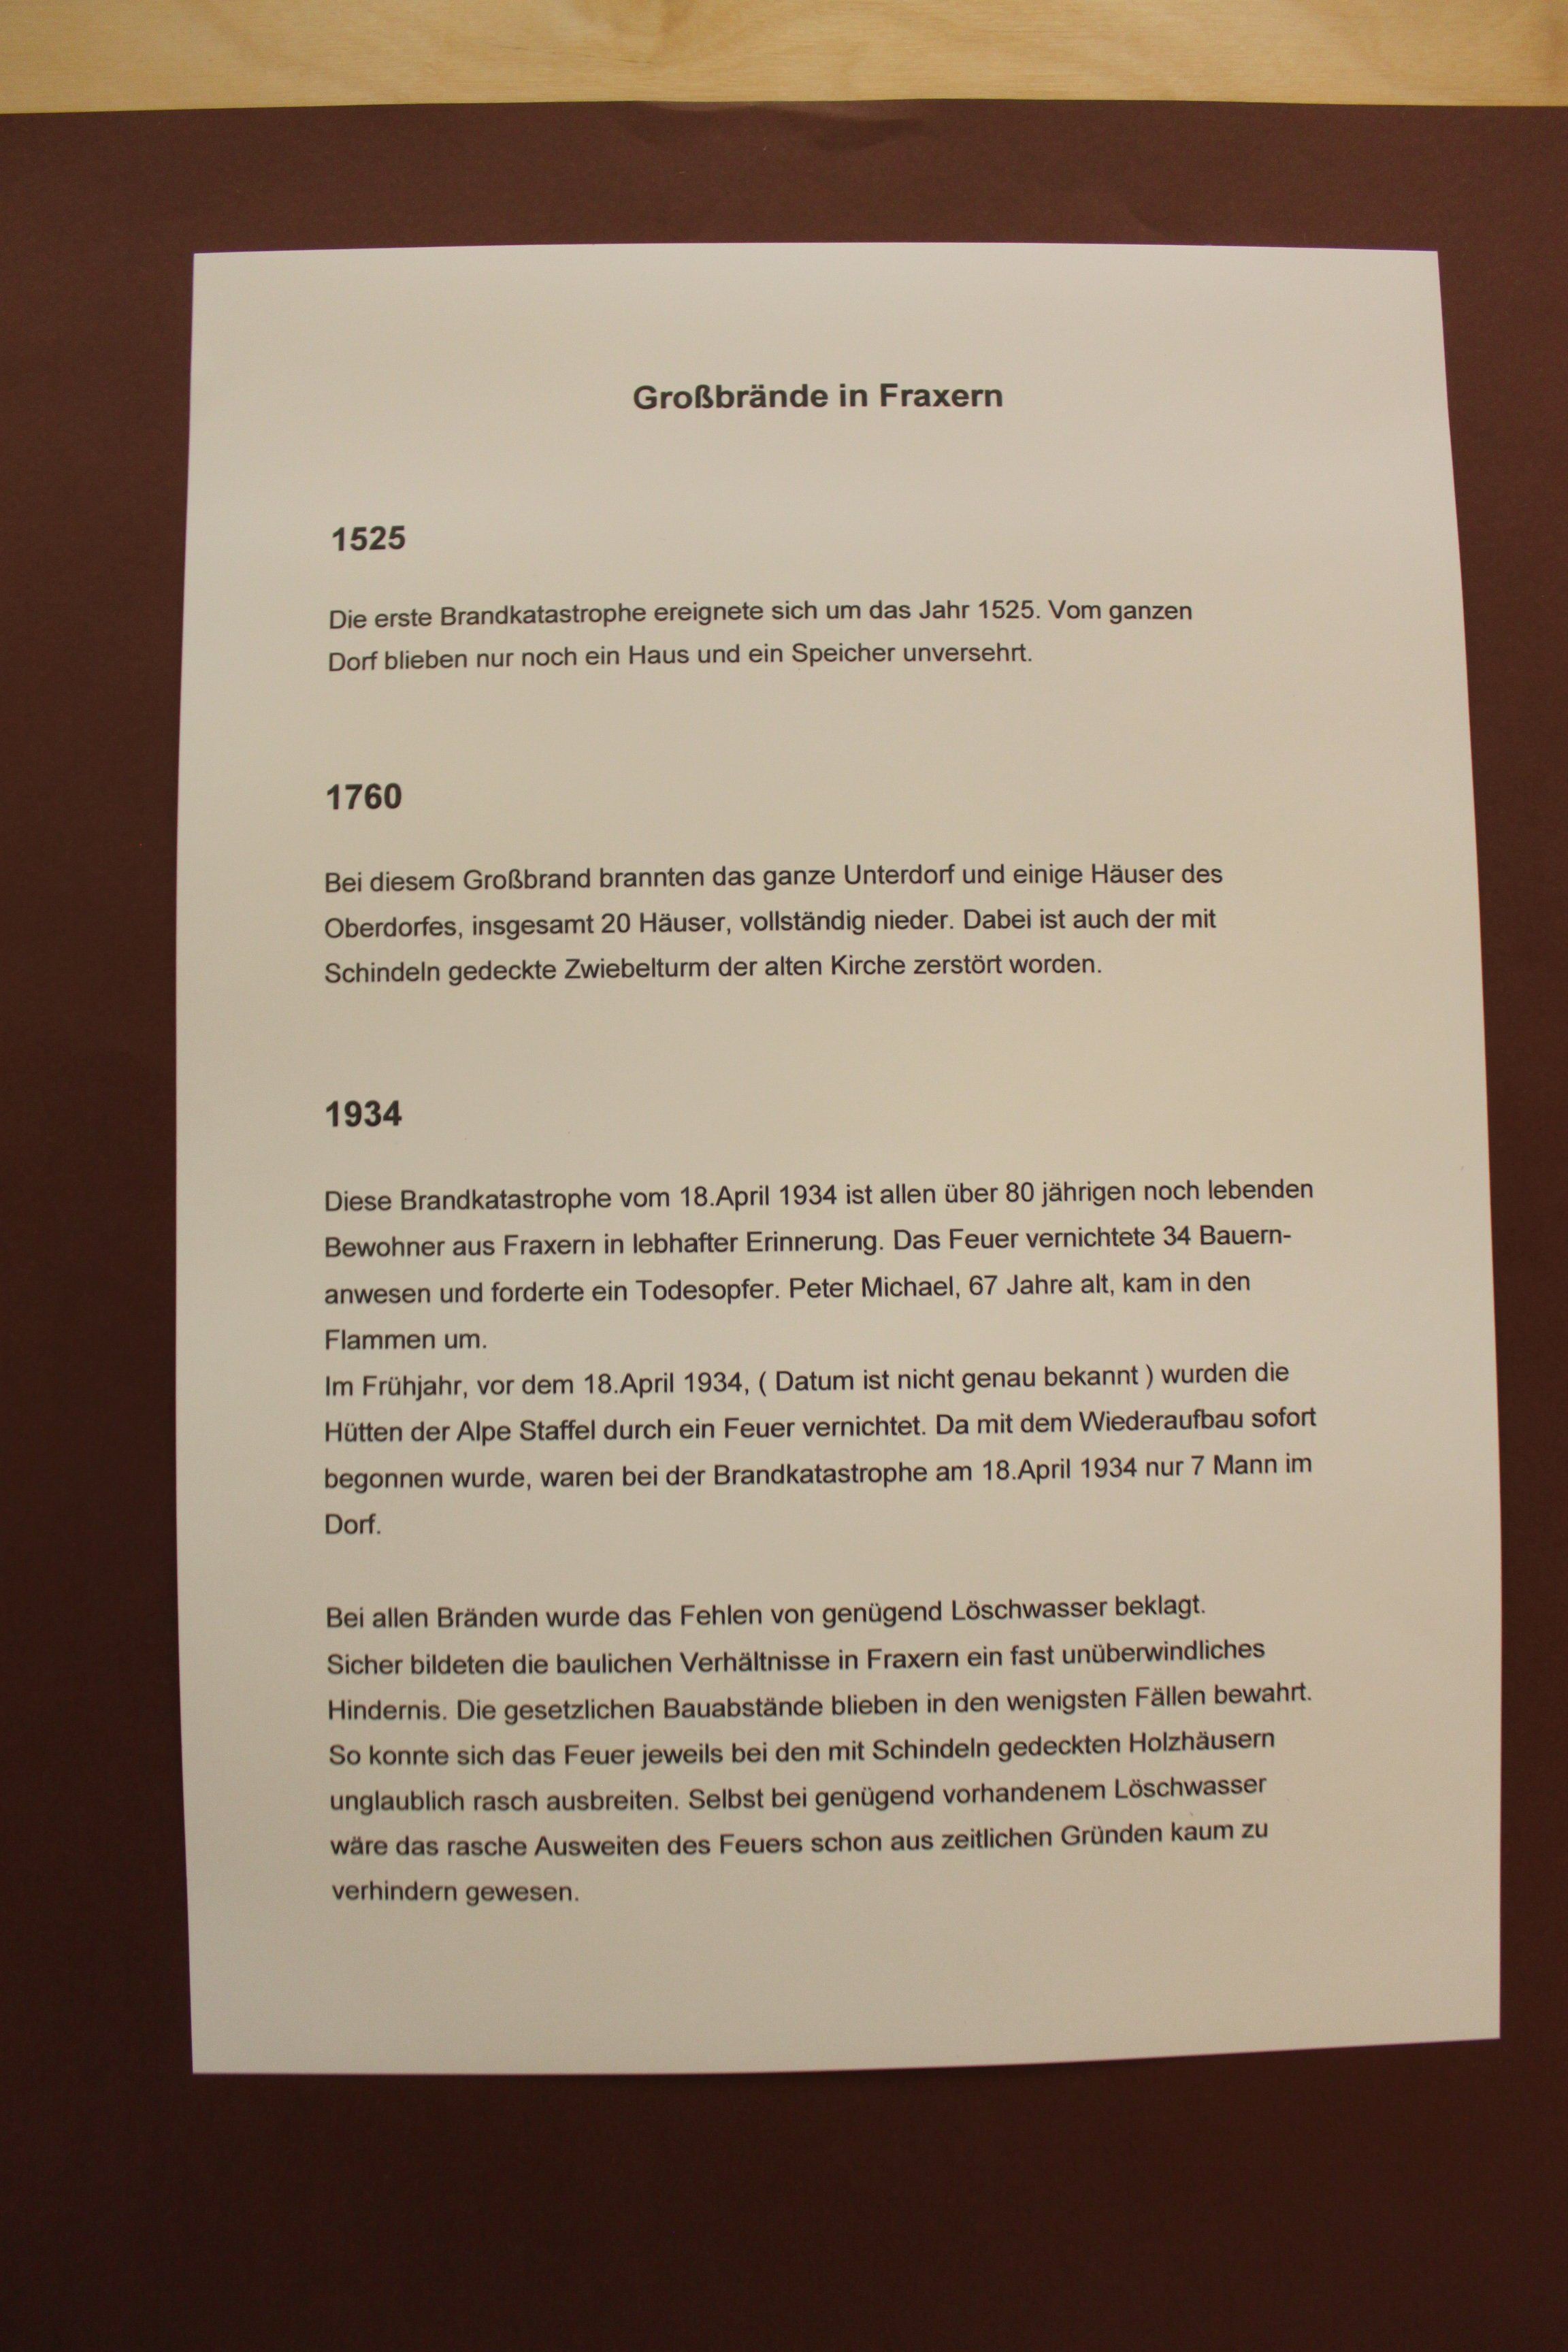 Großbrände in Fraxern
1525
Die erste Brandkatastrophe ereignete sich um das Jahr 1525. Vom ganzen
Dorf blieben nur noch ein Haus und ein Speicher unversehrt.
1760
Bei diesem Großbrand brannten das ganze Unterdorf und einige Häuser des
Oberdorfes, insgesamt 20 Häuser, vollständig nieder. Dabei ist auch der mit
Schindeln gedeckte Zwiebelturm der alten Kirche zerstört worden.
1934
Diese Brandkatastrophe vom 18.April 1934 ist allen über 80 jährigen noch lebenden
Bewohner aus Fraxern in lebhafter Erinnerung. Das Feuer vernichtete 34 Bauern-
anwesen und forderte ein Todesopfer. Peter Michael, 67 Jahre alt, kam in den
Flammen um.
Im Frühjahr, vor dem 18.April 1934, ( Datum ist nicht genau bekannt ) wurden die
Hütten der Alpe Staffel durch ein Feuer vernichtet. Da mit dem Wiederaufbau sofort
begonnen wurde, waren bei der Brandkatastrophe am 18.April 1934 nur 7 Mann im
Dorf.
Bei allen Bränden wurde das Fehlen von genügend Löschwasser beklagt.
Sicher bildeten die baulichen Verhältnisse in Fraxern ein fast unüberwindliches
Hindernis. Die gesetzlichen Bauabstände blieben in den wenigsten Fällen bewahrt.
So konnte sich das Feuer jeweils bei den mit Schindeln gedeckten Holzhäusern
unglaublich rasch ausbreiten. Selbst bei genügend vorhandenem Löschwasser
wäre das rasche Ausweiten des Feuers schon aus zeitlichen Gründen kaum zu
verhindern gewesen.